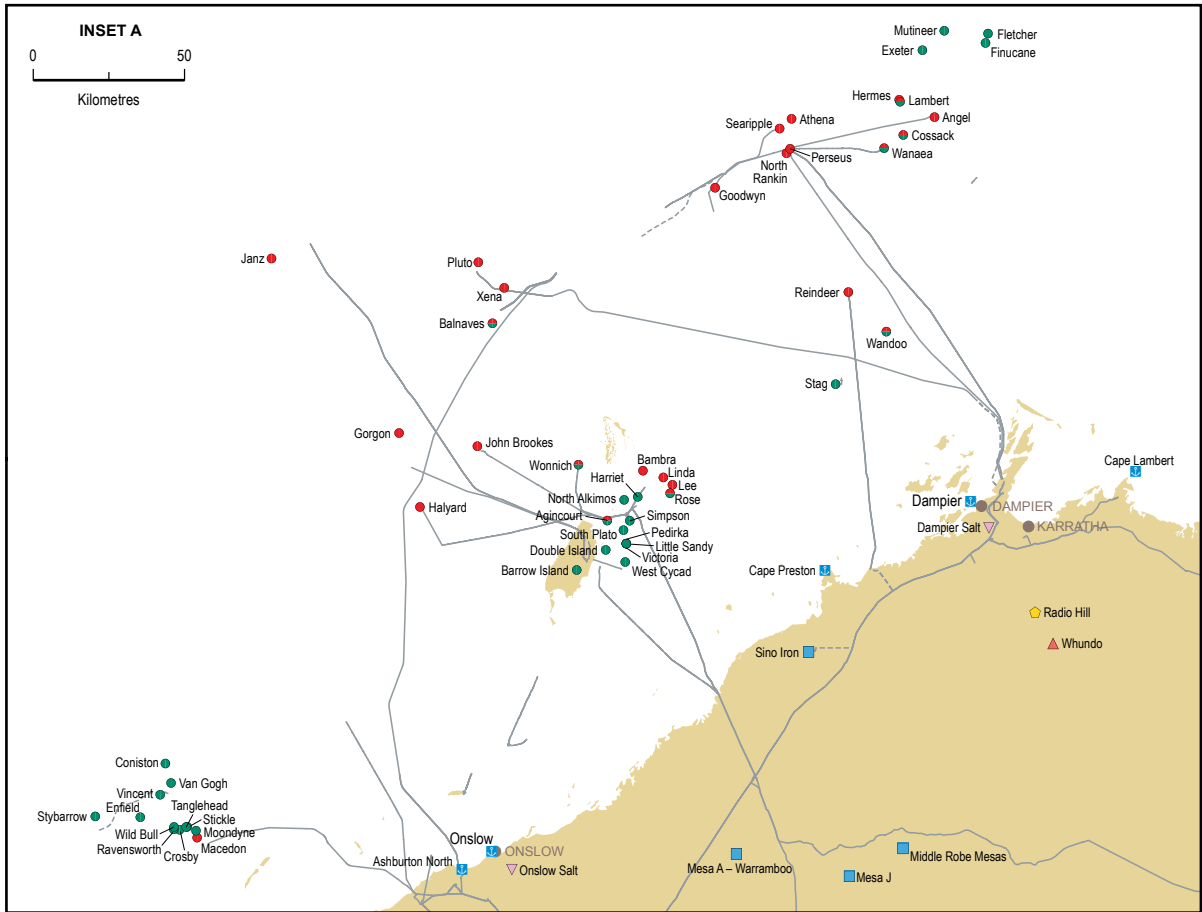 INSET A
0 50
Kilometres
Mutineer
Fletcher
Exeter
Finucane
Hermes
Lambert
Searipple
Athena
Angel
Cossack
Perseus
Wanaea
North
Rankin
Goodwyn
Janz
Pluto
Xena
Reindeer
Balnaves
Wandoo
Stag
Gorgon
John Brookes
Wonnich
Bambra
Harriet
Linda
Lee
North Alkimos
Rose
Cape Lambert
Halyard
Agincourt
Simpson
Dampier
DAMPIER
South Plato
Pedirka
Dampier Salt
KARRATHA
Double Island
Little Sandy
Victoria
Barrow Island
West Cycad
Cape Preston
Radio Hill
Sino Iron
Whundo
Coniston
Van Gogh
Vincent
Tanglehead
Enfield
Stickle
Stybarrow
Wild Bull
Moondyne
Ravensworth
Macedon
Crosby
Onslow
ONSLOW
Ashburton North
Onslow Salt
Mesa A – Warramboo
Middle Robe Mesas
Mesa J